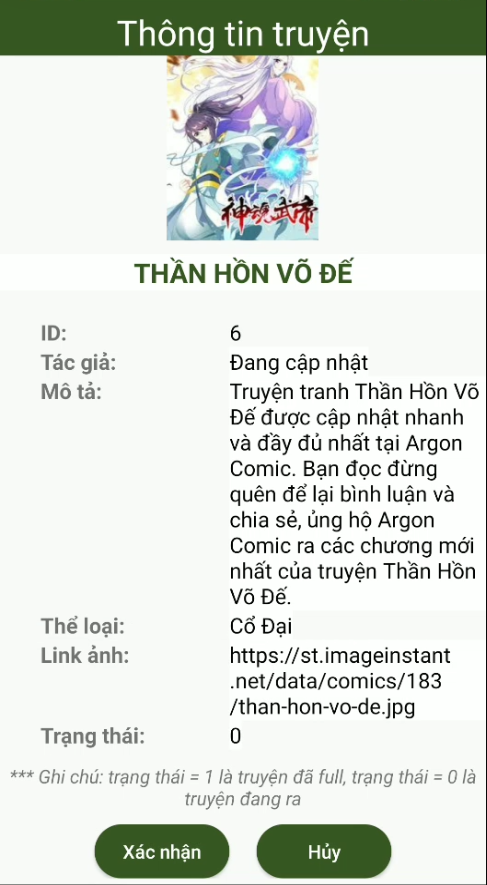 Thông tin truyện
神魂武帝
THẦN HỒN VÕ ĐẾ
ID: 6
Tác giả: Đang cập nhật
Mô tả: Truyện tranh Thần Hồn Võ
Đế được cập nhật nhanh
và đầy đủ nhất tại Argon
Comic. Bạn đọc đừng
quên để lại bình luận và
chia sẻ, ủng hộ Argon
Comic ra các chương mới
nhất của truyện Thần Hồn
Võ Đế.
Thể loại: Cổ Đại
Link ảnh: https://st.imageinstant
.net/data/comics/183
/than-hon-vo-de.jpg
Trạng thái: 0
*** Ghi chú: trạng thái = 1 là truyện đã full, trạng thái = 0 là
truyện đang ra
Xác nhận Hủy